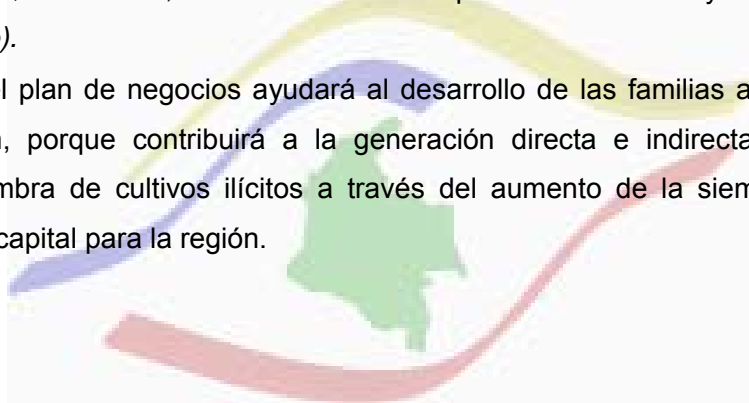 o).
l plan de negocios ayudará al desarrollo de las familias a
, porque contribuirá a la generación directa e indirecta
mbra de cultivos ilícitos a través del aumento de la siem
capital para la región.